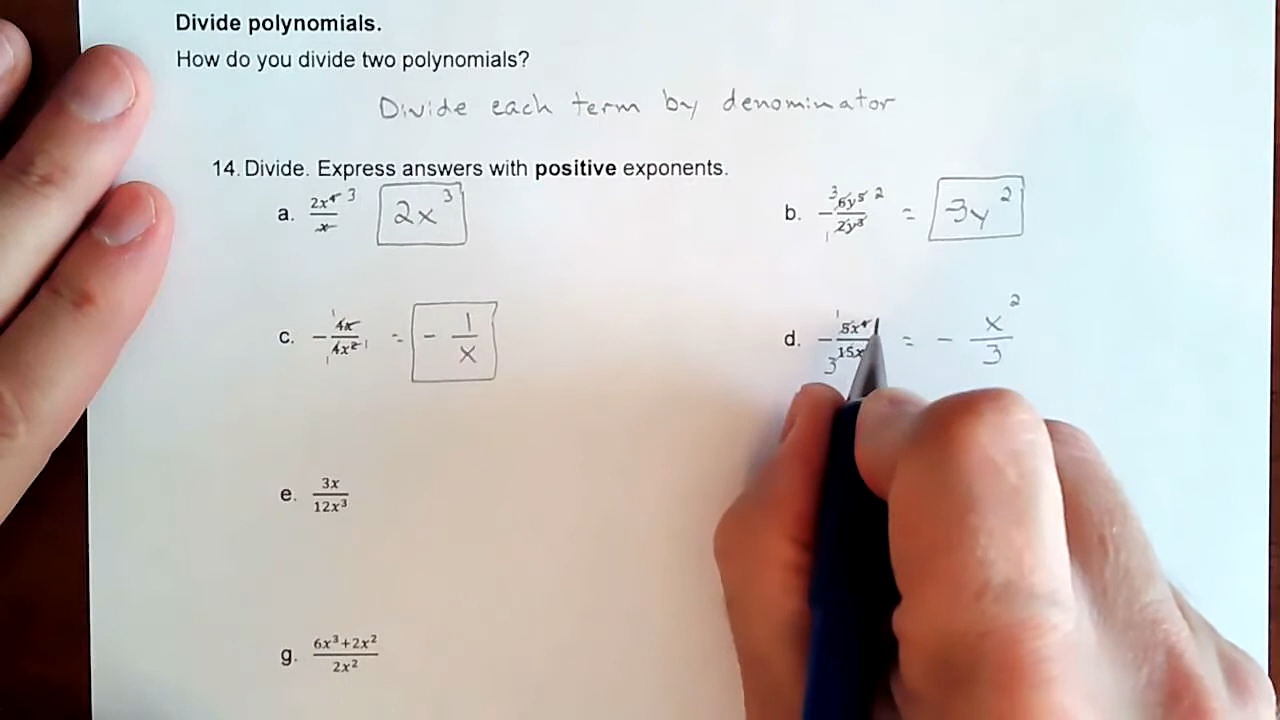 Divide polynomials.
How do you divide two polynomials?
Divide each term by denominator
14. Divide. Express answers with positive exponents.
a. 2x⁴/x 3 2x³
b. -6y⁵/2y³ 3 2 1 = 3y²
c. -4x/4x² 1 1 1 = - 1/x
d. -5x⁴/15x 1 3 = - x²/3
e. 3x/12x³
g. 6x³+2x²/2x²